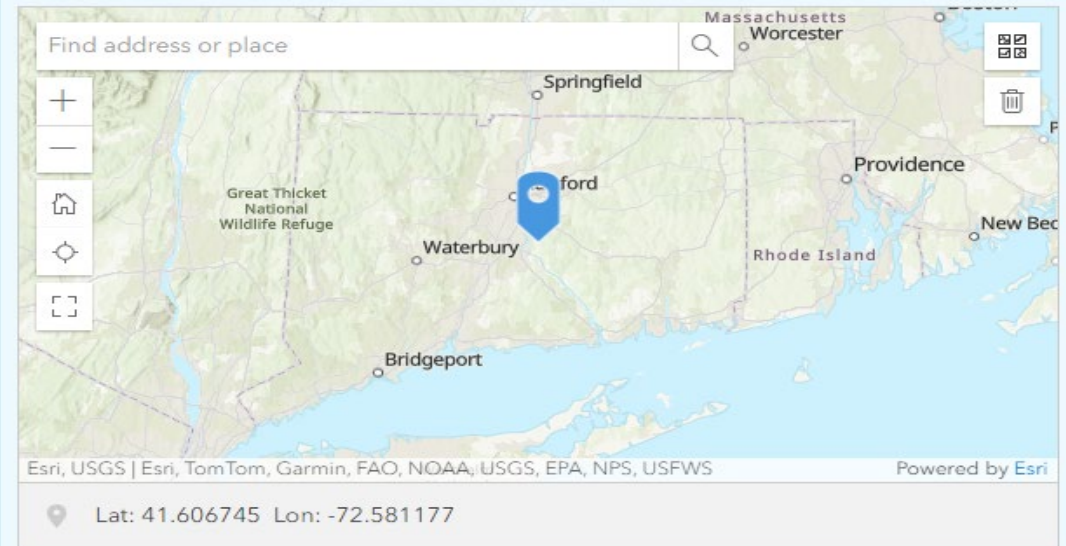 Massachusetts
Worcester
Find address or place
Springfield
Providence
ford
Great Thicket
National
Wildlife Refuge
New Bed
Waterbury
Rhode Island
Bridgeport
Esri, USGS | Esri, TomTom, Garmin, FAO, NOAA, USGS, EPA, NPS, USFWS
Powered by Esri
Lat: 41.606745 Lon: -72.581177